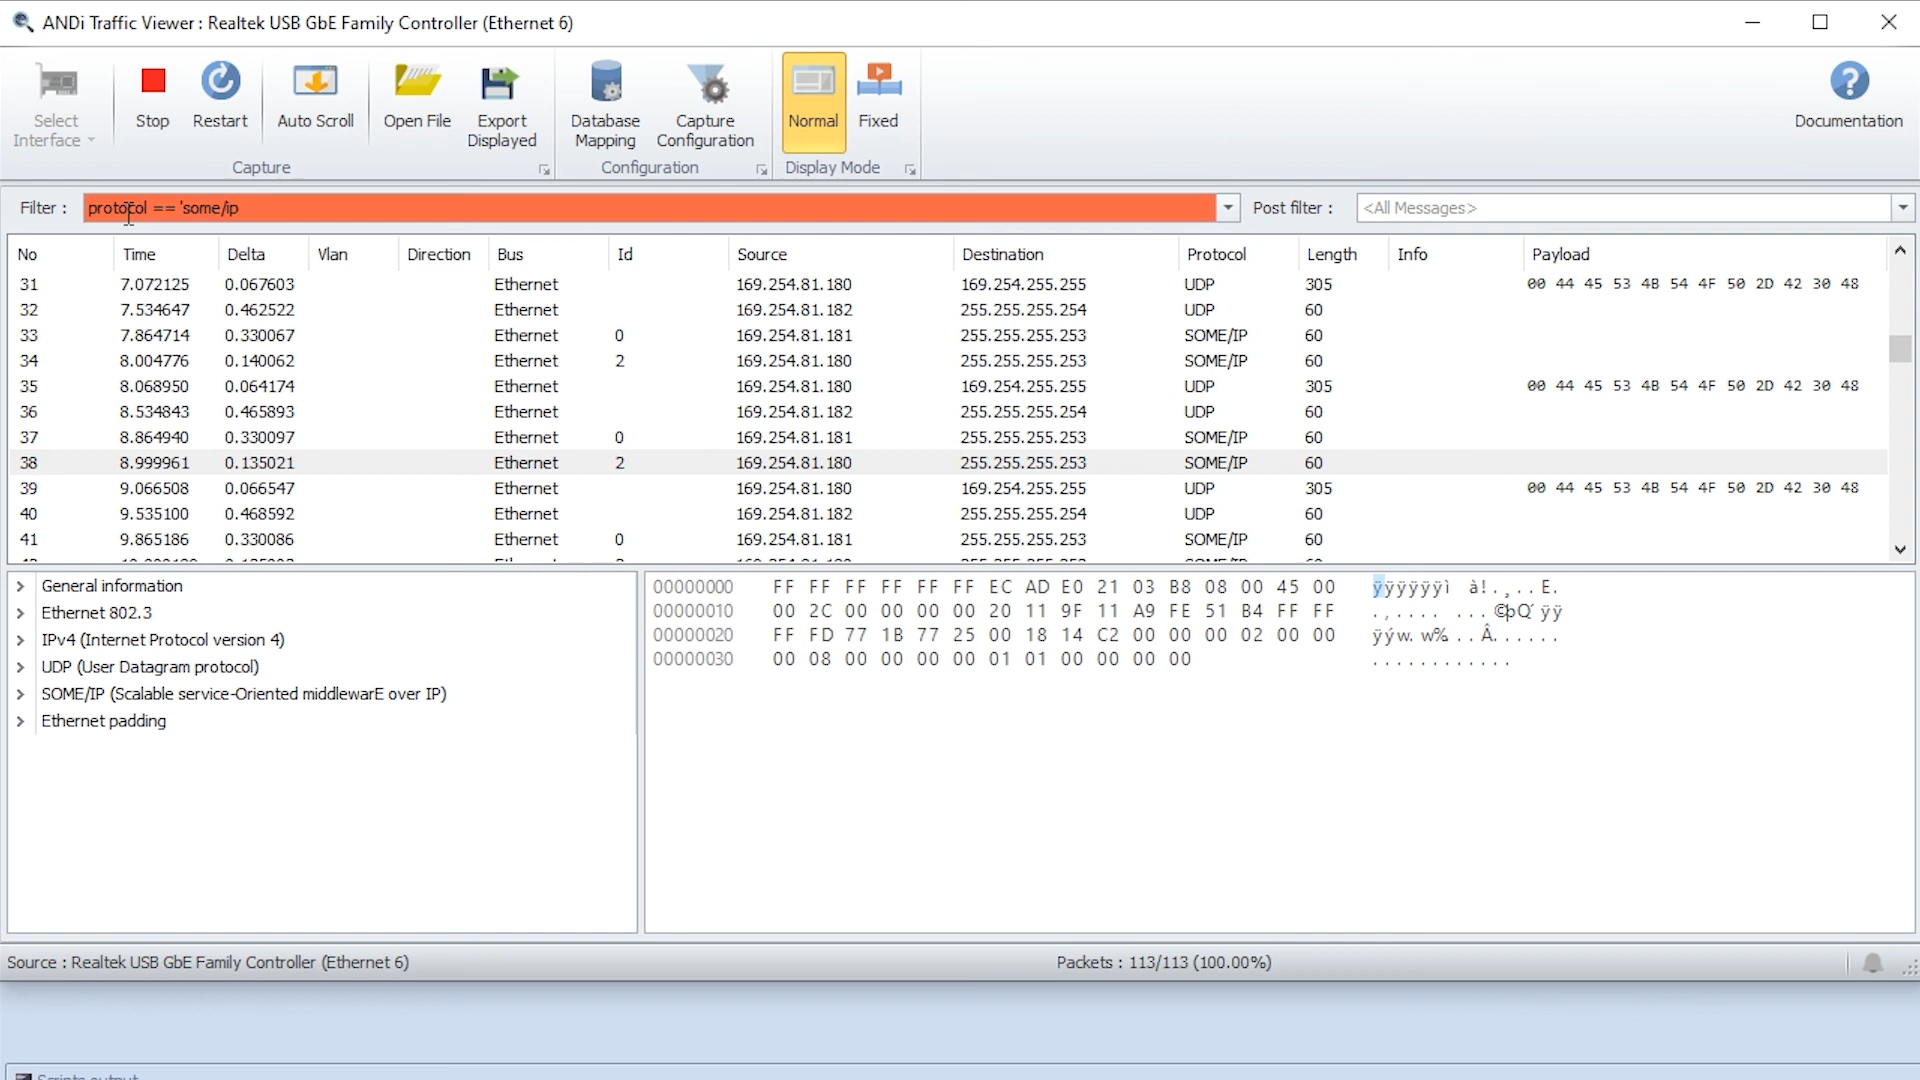 ANDi Traffic Viewer : Realtek USB GbE Family Controller (Ethernet 6)
Select Interface
Stop
Restart
Auto Scroll
Open File
Export Displayed
Database Mapping
Capture Configuration
Normal
Fixed
Documentation
Capture
Configuration
Display Mode
Filter : protocol == 'some/ip
Post filter : <All Messages>
No Time Delta Vlan Direction Bus Id Source Destination Protocol Length Info Payload
31 7.072125 0.067603 Ethernet 169.254.81.180 169.254.255.255 UDP 305 00 44 45 53 4B 54 4F 50 2D 42 30 48
32 7.534647 0.462522 Ethernet 169.254.81.182 255.255.255.254 UDP 60
33 7.864714 0.330067 Ethernet 0 169.254.81.181 255.255.255.253 SOME/IP 60
34 8.004776 0.140062 Ethernet 2 169.254.81.180 255.255.255.253 SOME/IP 60
35 8.068950 0.064174 Ethernet 169.254.81.180 169.254.255.255 UDP 305 00 44 45 53 4B 54 4F 50 2D 42 30 48
36 8.534843 0.465893 Ethernet 169.254.81.182 255.255.255.254 UDP 60
37 8.864940 0.330097 Ethernet 0 169.254.81.181 255.255.255.253 SOME/IP 60
38 8.999961 0.135021 Ethernet 2 169.254.81.180 255.255.255.253 SOME/IP 60
39 9.066508 0.066547 Ethernet 169.254.81.180 169.254.255.255 UDP 305 00 44 45 53 4B 54 4F 50 2D 42 30 48
40 9.535100 0.468592 Ethernet 169.254.81.182 255.255.255.254 UDP 60
41 9.865186 0.330086 Ethernet 0 169.254.81.181 255.255.255.253 SOME/IP 60
General information
Ethernet 802.3
IPv4 (Internet Protocol version 4)
UDP (User Datagram protocol)
SOME/IP (Scalable service-Oriented middlewarE over IP)
Ethernet padding
00000000 FF FF FF FF FF FF EC AD E0 21 03 B8 08 00 45 00 ÿÿÿÿÿÿì à!.¸..E.
00000010 00 2C 00 00 00 00 20 11 9F 11 A9 FE 51 B4 FF FF .,.... ...©þQ´ÿÿ
00000020 FF FD 77 1B 77 25 00 18 14 C2 00 00 00 02 00 00 ÿýw.w%..Â......
00000030 00 08 00 00 00 00 01 01 00 00 00 00 ............
Source : Realtek USB GbE Family Controller (Ethernet 6)
Packets : 113/113 (100.00%)
Scripts output